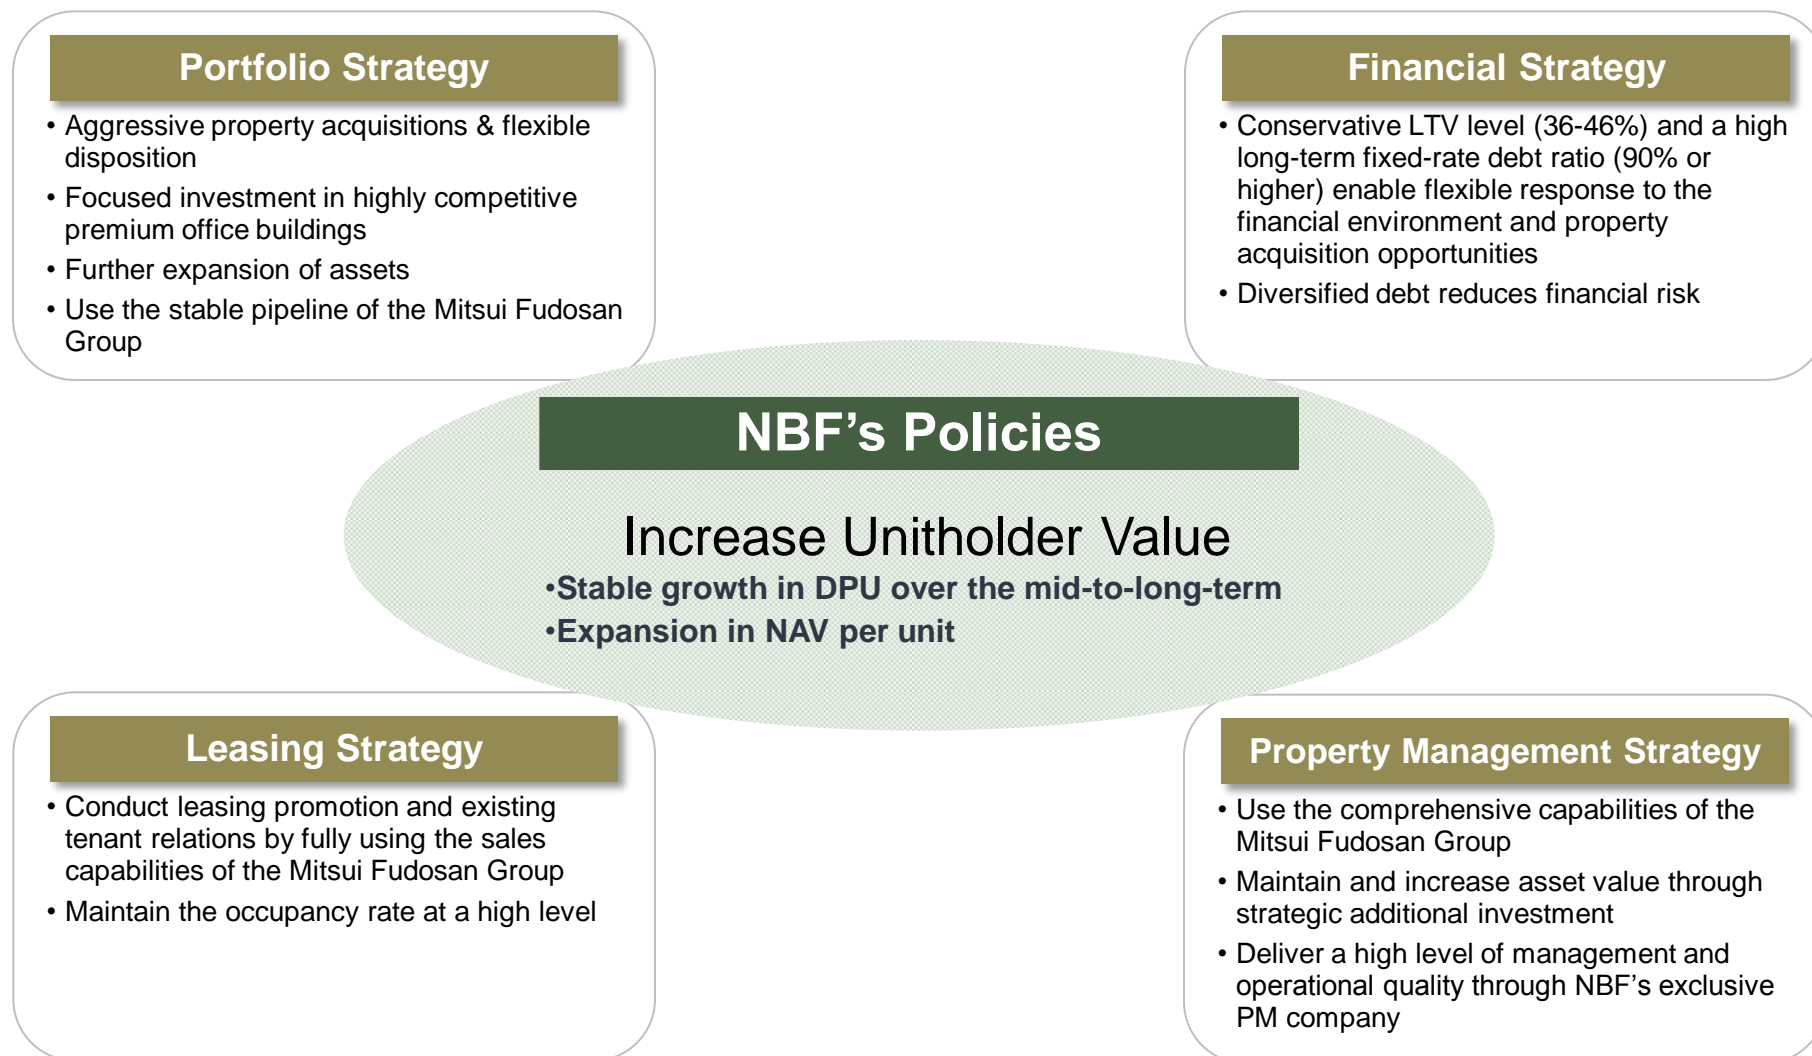 Portfolio Strategy
• Aggressive property acquisitions & flexible
disposition
• Focused investment in highly competitive
premium office buildings
• Further expansion of assets
• Use the stable pipeline of the Mitsui Fudosan
Group
Financial Strategy
• Conservative LTV level (36-46%) and a high
long-term fixed-rate debt ratio (90% or
higher) enable flexible response to the
financial environment and property
acquisition opportunities
• Diversified debt reduces financial risk
NBF’s Policies
Increase Unitholder Value
•Stable growth in DPU over the mid-to-long-term
•Expansion in NAV per unit
Leasing Strategy
• Conduct leasing promotion and existing
tenant relations by fully using the sales
capabilities of the Mitsui Fudosan Group
• Maintain the occupancy rate at a high level
Property Management Strategy
• Use the comprehensive capabilities of the
Mitsui Fudosan Group
• Maintain and increase asset value through
strategic additional investment
• Deliver a high level of management and
operational quality through NBF’s exclusive
PM company